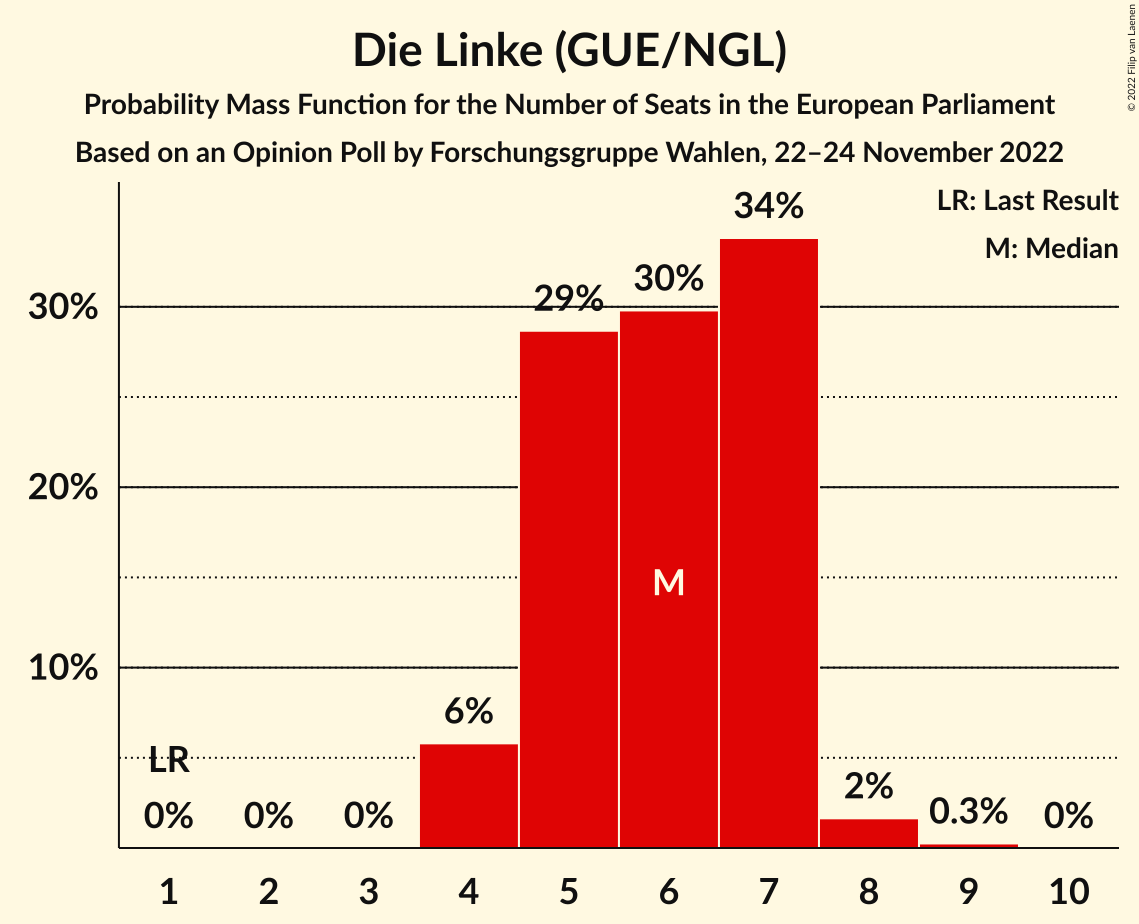 Die Linke (GUE/NGL)
Probability Mass Function for the Number of Seats in the European Parliament
Based on an Opinion Poll by Forschungsgruppe Wahlen, 22–24 November 2022
© 2022 Filip van Laenen
LR: Last Result
M: Median
34%
30%
29%
30%
20%
M
10%
6%
LR
2%
0.3%
0%
0%
0%
0%
1
2
3
4
5
6
7
8
9
10